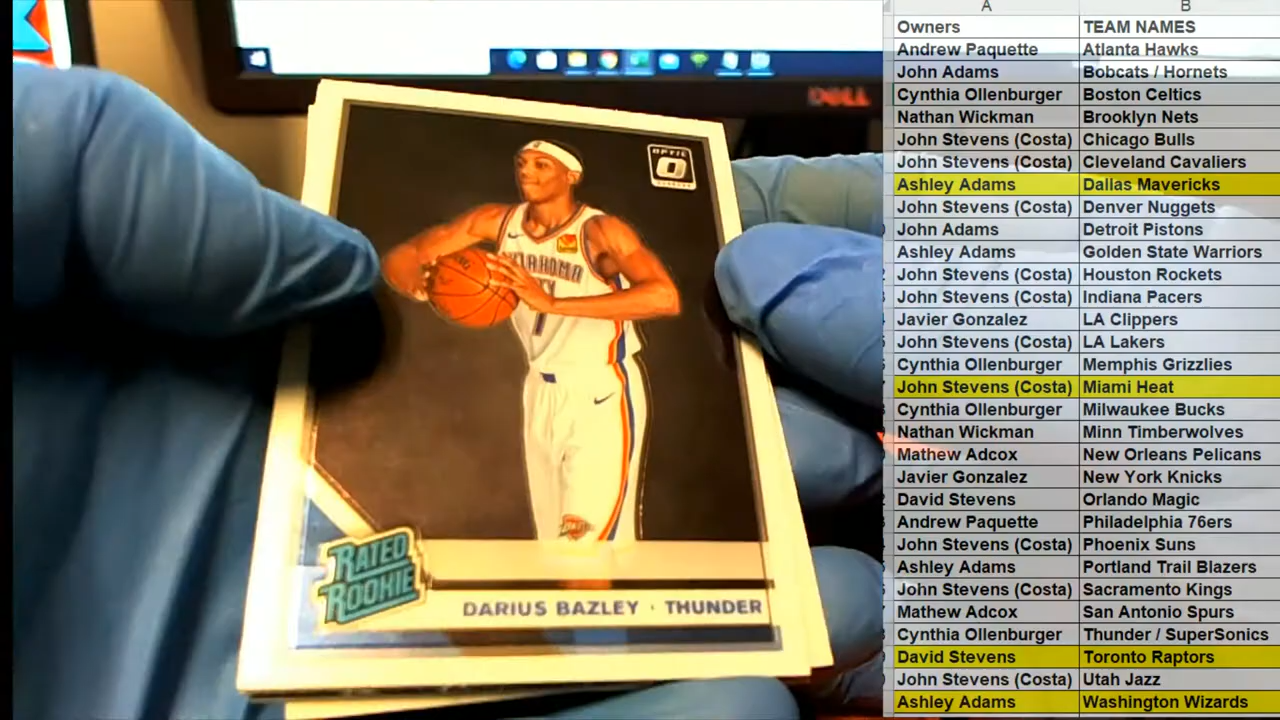 DELL
OPTIC
OKLAHOMA
RATED
ROOKIE
DARIUS BAZLEY · THUNDER
A B
Owners TEAM NAMES
Andrew Paquette Atlanta Hawks
John Adams Bobcats / Hornets
Cynthia Ollenburger Boston Celtics
Nathan Wickman Brooklyn Nets
John Stevens (Costa) Chicago Bulls
John Stevens (Costa) Cleveland Cavaliers
Ashley Adams Dallas Mavericks
John Stevens (Costa) Denver Nuggets
John Adams Detroit Pistons
Ashley Adams Golden State Warriors
John Stevens (Costa) Houston Rockets
John Stevens (Costa) Indiana Pacers
Javier Gonzalez LA Clippers
John Stevens (Costa) LA Lakers
Cynthia Ollenburger Memphis Grizzlies
John Stevens (Costa) Miami Heat
Cynthia Ollenburger Milwaukee Bucks
Nathan Wickman Minn Timberwolves
Mathew Adcox New Orleans Pelicans
Javier Gonzalez New York Knicks
David Stevens Orlando Magic
Andrew Paquette Philadelphia 76ers
John Stevens (Costa) Phoenix Suns
Ashley Adams Portland Trail Blazers
John Stevens (Costa) Sacramento Kings
Mathew Adcox San Antonio Spurs
Cynthia Ollenburger Thunder / SuperSonics
David Stevens Toronto Raptors
John Stevens (Costa) Utah Jazz
Ashley Adams Washington Wizards